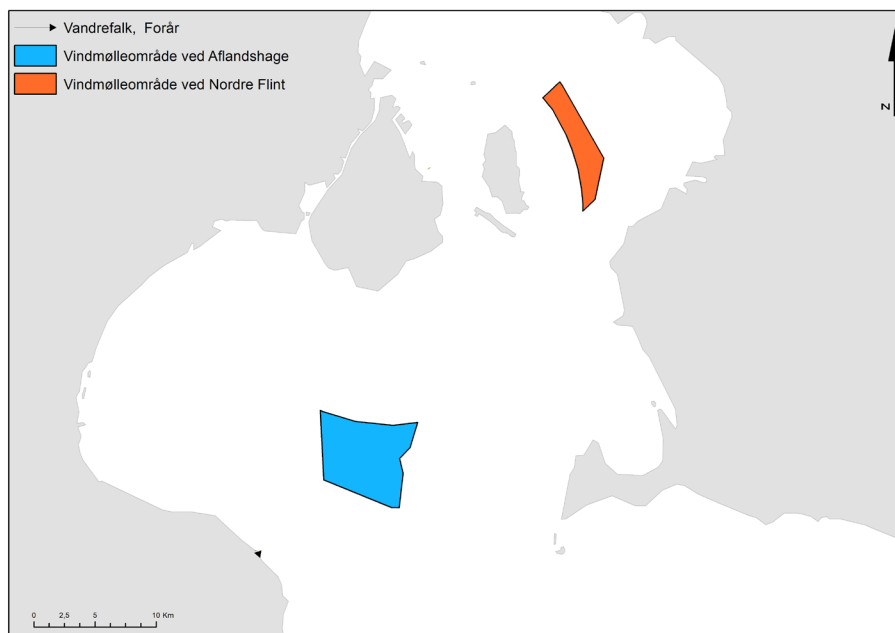 Vandrefalk, Forår
Vindmølleområde ved Aflandshage
Vindmølleområde ved Nordre Flint
N
0 2,5 5 10 Km